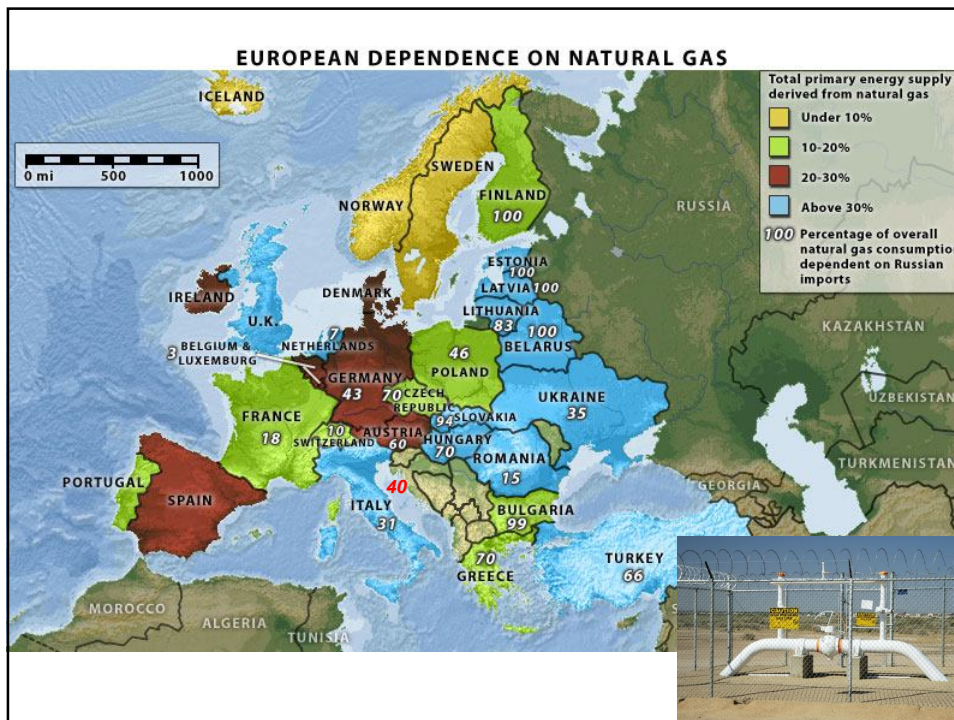 EUROPEAN DEPENDENCE ON NATURAL GAS
Total primary energy supply
derived from natural gas
Under 10%
10-20%
20-30%
Above 30%
100 Percentage of overall
natural gas consumption
dependent on Russian
imports
0 mi 500 1000
ICELAND
SWEDEN
NORWAY
FINLAND
100
RUSSIA
ESTONIA
100
LATVIA 100
LITHUANIA
83
100
BELARUS
IRELAND
U.K.
DENMARK
7
NETHERLANDS
3 BELGIUM &
LUXEMBURG
GERMANY
43
46
POLAND
70
CZECH
REPUBLIC
94
SLOVAKIA
UKRAINE
35
KAZAKHSTAN
UZBEKISTAN
TURKMENISTAN
GEORGIA
FRANCE
18
10
SWITZERLAND
AUSTRIA
60
HUNGARY
70
ROMANIA
15
PORTUGAL
SPAIN
40
ITALY
31
BULGARIA
99
70
GREECE
TURKEY
66
MOROCCO
ALGERIA
TUNISIA
S
CAUTION